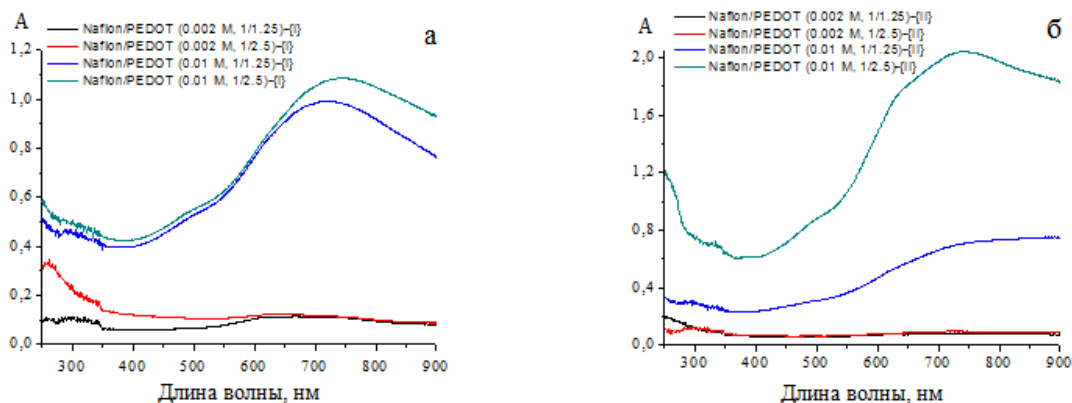 A
а
Nafion/PEDOT (0.002 M, 1/1.25)-{I}
Nafion/PEDOT (0.002 M, 1/2.5)-{I}
Nafion/PEDOT (0.01 M, 1/1.25)-{I}
Nafion/PEDOT (0.01 M, 1/2.5)-{I}
1,2
1,0
0,8
0,6
0,4
0,2
0,0
300 400 500 600 700 800 900
Длина волны, нм
A
б
Nafion/PEDOT (0.002 M, 1/1.25)-{II}
Nafion/PEDOT (0.002 M, 1/2.5)-{II}
Nafion/PEDOT (0.01 M, 1/1.25)-{II}
Nafion/PEDOT (0.01 M, 1/2.5)-{II}
2,0
1,6
1,2
0,8
0,4
0,0
300 400 500 600 700 800 900
Длина волны, нм